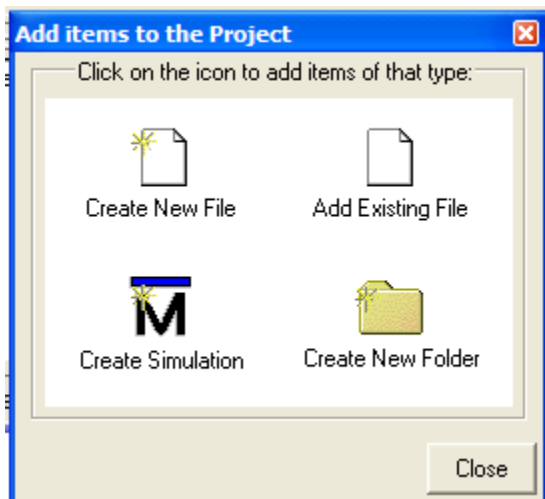 Add items to the Project
Click on the icon to add items of that type:
Create New File
Add Existing File
M
Create Simulation
Create New Folder
Close